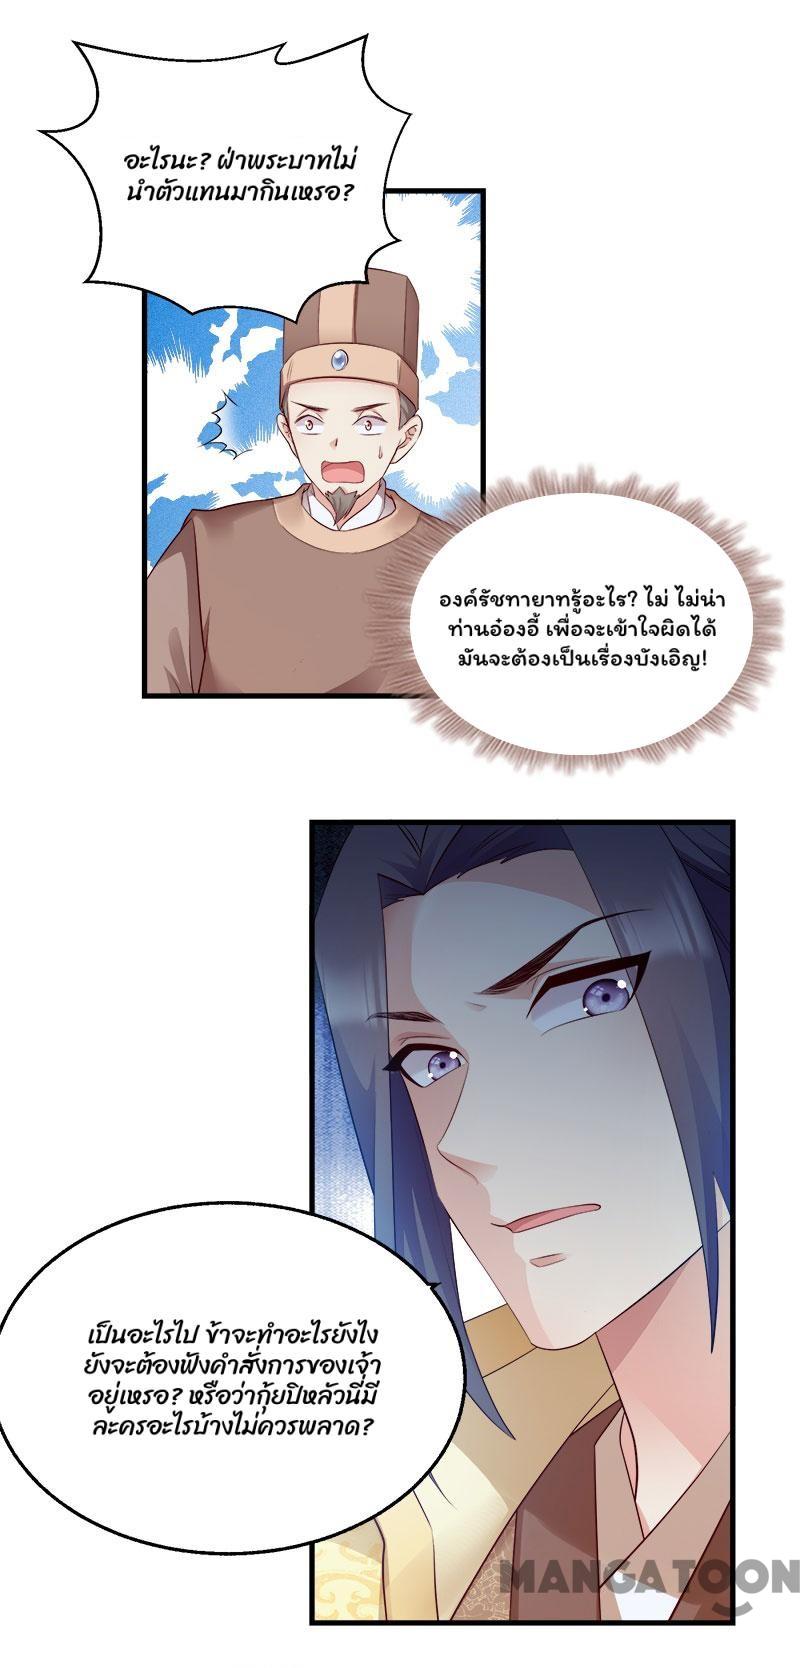 อะไรนะ? ฝ่าพระบาทไม่
นำตัวแทนมากินเหรอ?
องค์รัชทายาทรู้อะไร? ไม่ ไม่น่า
ท่านอ๋องอี้ เพื่อจะเข้าใจผิดได้
มันจะต้องเป็นเรื่องบังเอิญ!
เป็นอะไรไป ข้าจะทำอะไรยังไง
ยังจะต้องฟังคำสั่งการของเจ้า
อยู่เหรอ? หรือว่ากุ้ยปิหลัวนี่มี
ละครอะไรบ้างไม่ควรพลาด?
MANGATOON